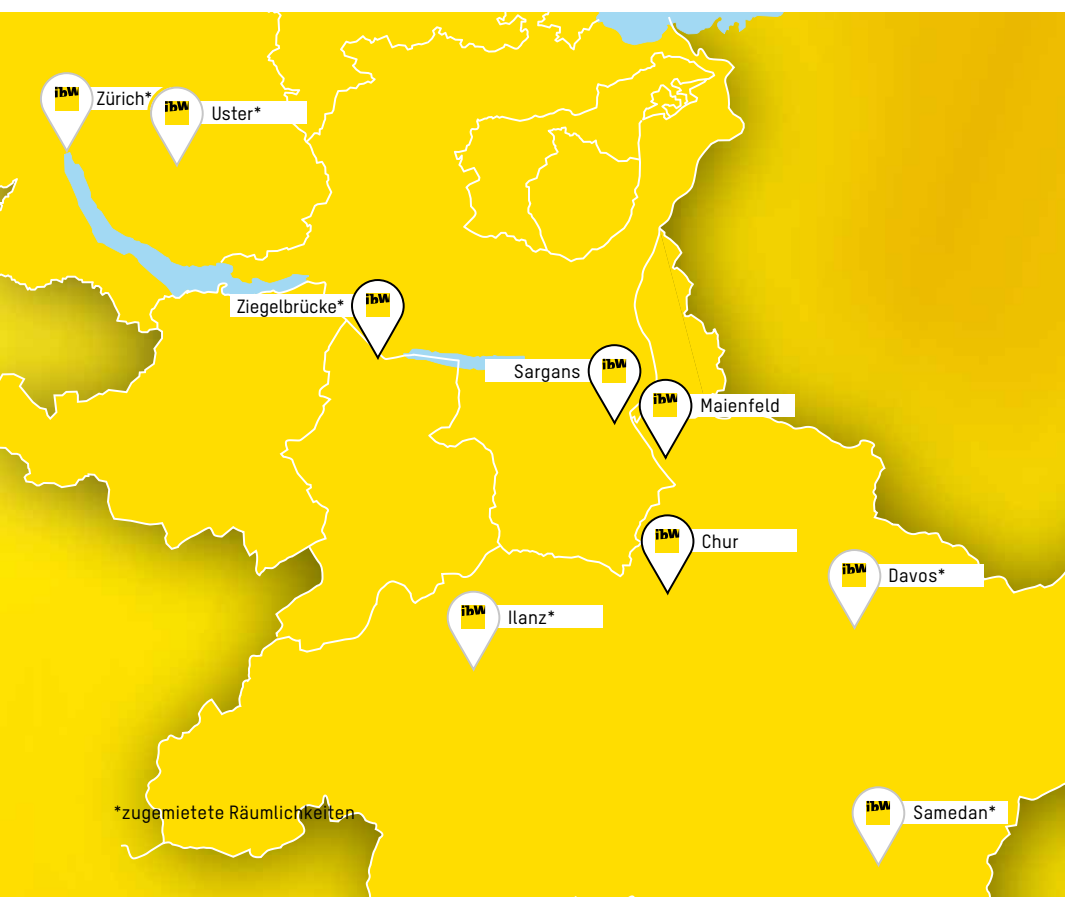 ibW
Zürich*
ibW
Uster*
Ziegelbrücke*
ibW
Sargans
ibW
ibW
Maienfeld
ibW
Chur
ibW
Davos*
ibW
Ilanz*
*zugemietete Räumlichkeiten
ibW
Samedan*